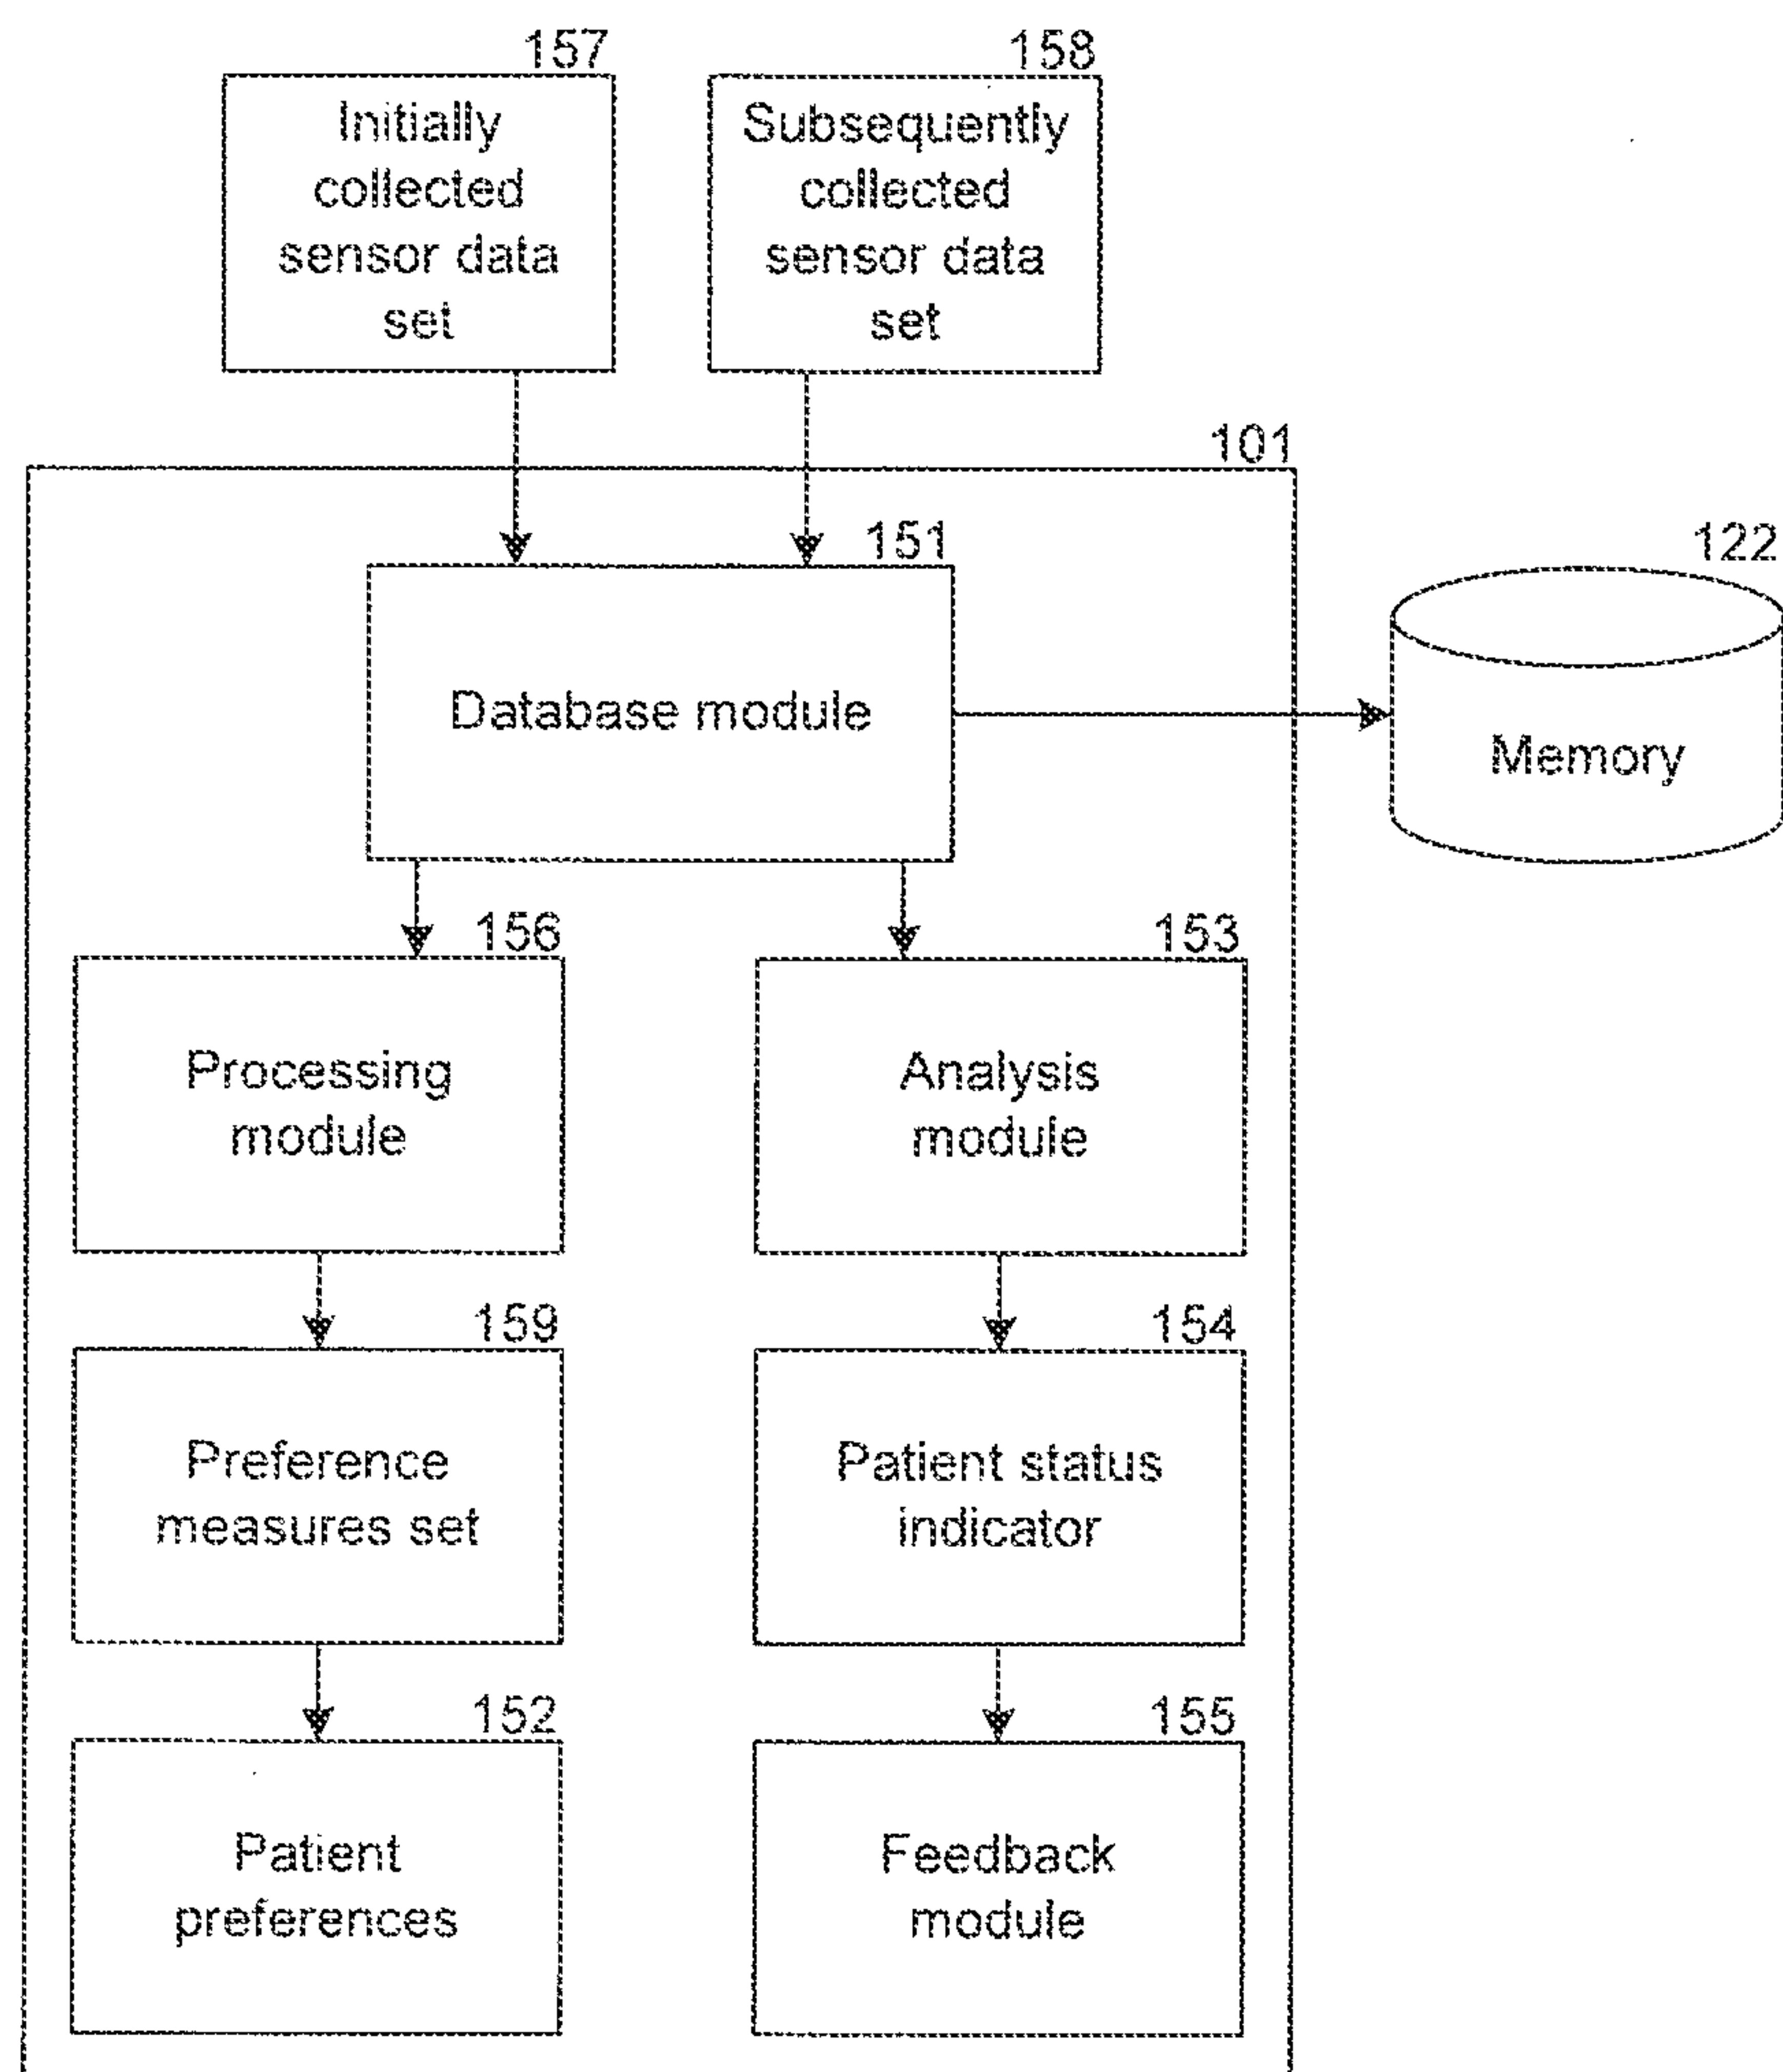 157
Initially
collected
sensor data
set
158
Subsequently
collected
sensor data
set
101
151
Database module
122
Memory
156
Processing
module
153
Analysis
module
159
Preference
measures set
154
Patient status
indicator
152
Patient
preferences
155
Feedback
module